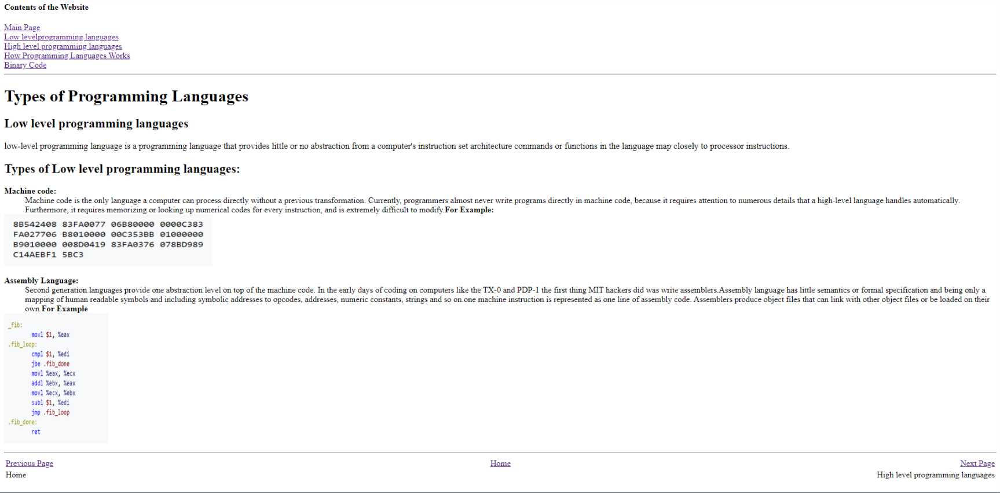 Contents of the Website
Main Page
Low levelprogramming languages
High level programming languages
How Programming Languages Works
Binary Code
Types of Programming Languages
Low level programming languages
low-level programming language is a programming language that provides little or no abstraction from a computer's instruction set architecture commands or functions in the language map closely to processor instructions.
Types of Low level programming languages:
Machine code:
Machine code is the only language a computer can process directly without a previous transformation. Currently, programmers almost never write programs directly in machine code, because it requires attention to numerous details that a high-level language handles automatically.
Furthermore, it requires memorizing or looking up numerical codes for every instruction, and is extremely difficult to modify.For Example:
8B542408 83FA0077 06B80000 0000C383
FA027706 B8010000 00C353BB 01000000
B9010000 008D0419 83FA0376 078BD989
C14AEBF1 5BC3
Assembly Language:
Second generation languages provide one abstraction level on top of the machine code. In the early days of coding on computers like the TX-0 and PDP-1 the first thing MIT hackers did was write assemblers.Assembly language has little semantics or formal specification and being only a
mapping of human readable symbols and including symbolic addresses to opcodes, addresses, numeric constants, strings and so on.one machine instruction is represented as one line of assembly code. Assemblers produce object files that can link with other object files or be loaded on their
own.For Example
_fib:
movl $1, %eax
.fib_loop:
cmpl $1, %edi
jbe .fib_done
movl %eax, %ecx
addl %ebx, %eax
movl %ecx, %ebx
subl $1, %edi
jmp .fib_loop
.fib_done:
ret
Previous Page Home Next Page
Home High level programming languages